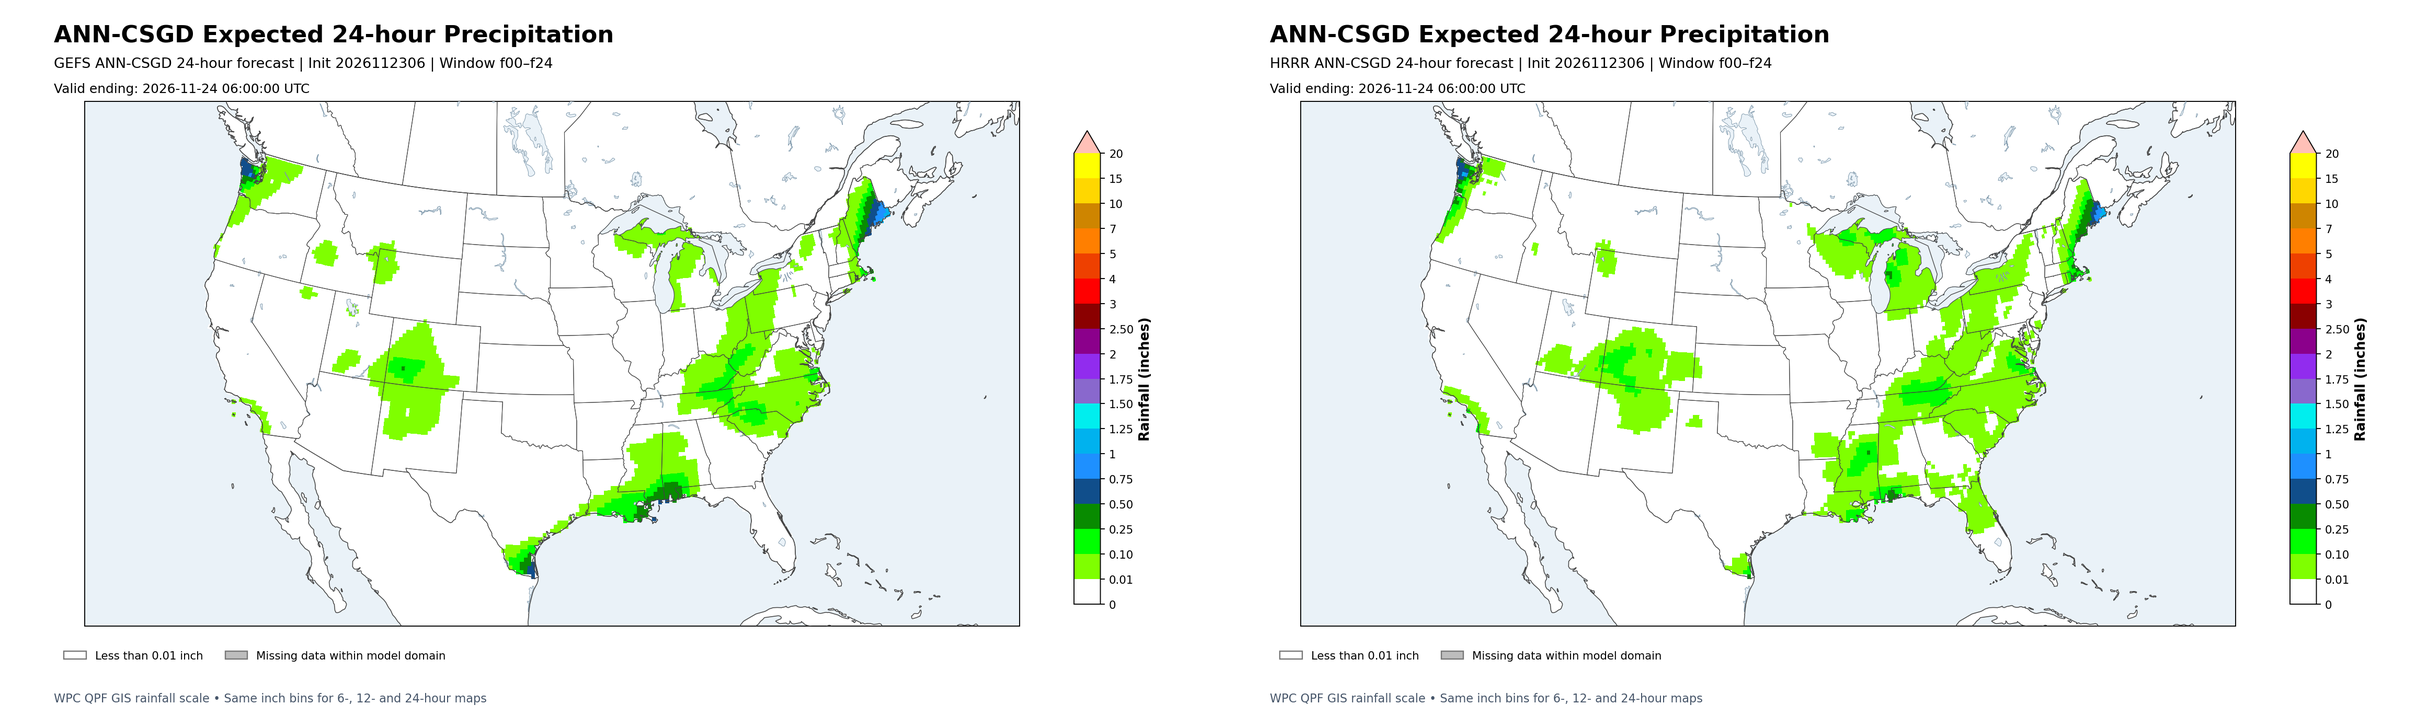 ANN-CSGD Expected 24-hour Precipitation
GEFS ANN-CSGD 24-hour forecast | Init 2026112306 | Window f00–f24
Valid ending: 2026-11-24 06:00:00 UTC
20
15
10
7
5
4
3
2.50
2
1.75
1.50
1.25
1
0.75
0.50
0.25
0.10
0.01
0
Rainfall (inches)
Less than 0.01 inch
Missing data within model domain
WPC QPF GIS rainfall scale • Same inch bins for 6-, 12- and 24-hour maps
ANN-CSGD Expected 24-hour Precipitation
HRRR ANN-CSGD 24-hour forecast | Init 2026112306 | Window f00–f24
Valid ending: 2026-11-24 06:00:00 UTC
20
15
10
7
5
4
3
2.50
2
1.75
1.50
1.25
1
0.75
0.50
0.25
0.10
0.01
0
Rainfall (inches)
Less than 0.01 inch
Missing data within model domain
WPC QPF GIS rainfall scale • Same inch bins for 6-, 12- and 24-hour maps